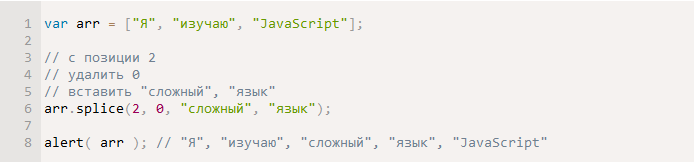 1 var arr = ["Я", "изучаю", "JavaScript"];
2
3 // с позиции 2
4 // удалить 0
5 // вставить "сложный", "язык"
6 arr.splice(2, 0, "сложный", "язык");
7
8 alert( arr ); // "Я", "изучаю", "сложный", "язык", "JavaScript"